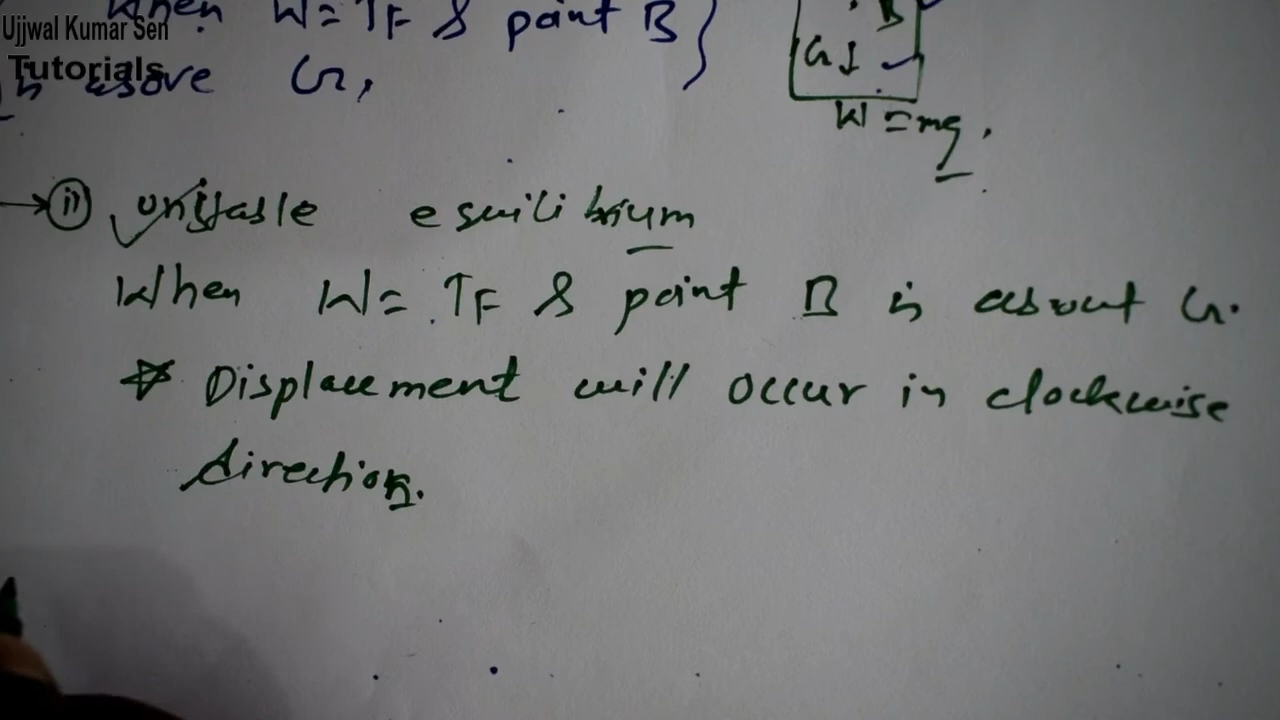 When W = TF & point B
Ujjwal Kumar Sen
Tutorials
is above G,
B
G ↓
W = mg.
→ ii) unstable equilibrium
When W = TF & point B is about G.
* Displacement will occur in clockwise
direction.